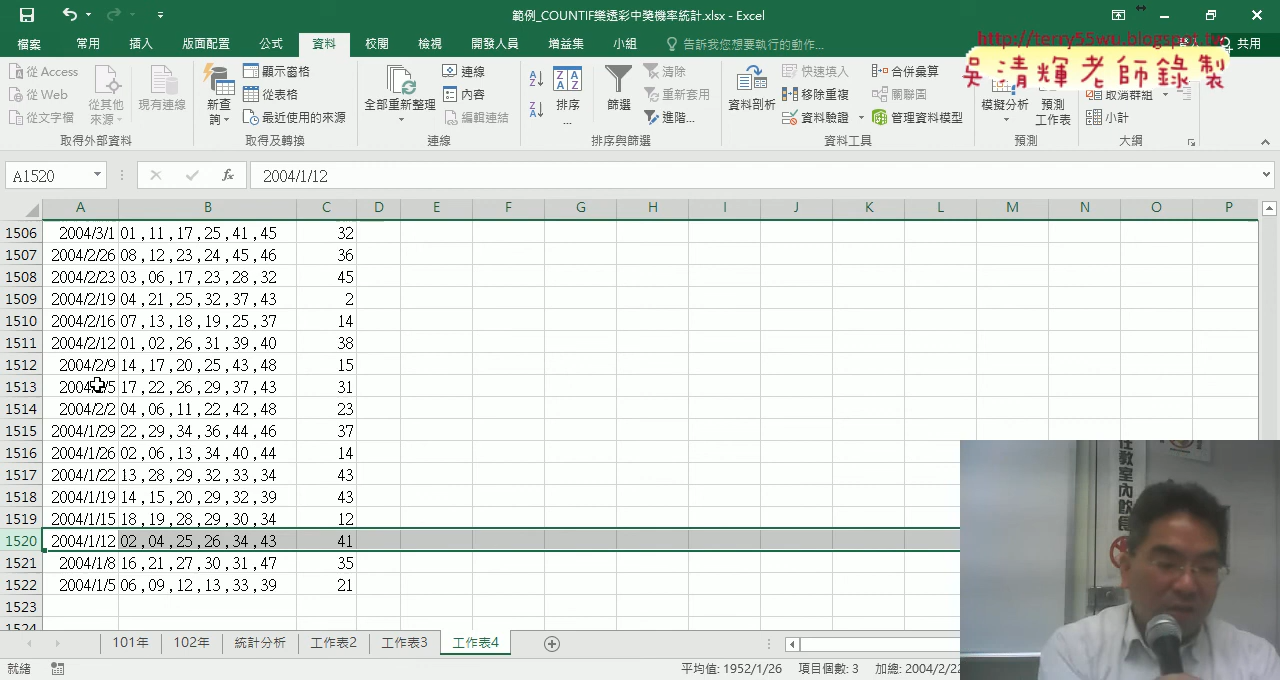 範例_COUNTIF樂透彩中獎機率統計.xlsx - Excel
檔案 常用 插入 版面配置 公式 資料 校閱 檢視 開發人員 增益集 小組 告訴我您想要執行的動作... 登入 共用
http://terry55wu.blogspot.tw
吳清輝老師錄製
從 Access
從 Web
從文字檔
從其他來源
現有連線
取得外部資料
新查詢
顯示查詢
從表格
最近使用的來源
取得及轉換
全部重新整理
連線
內容
編輯連結
連線
排序...
篩選
清除
重新套用
進階...
排序與篩選
資料剖析
快速填入
移除重複
資料驗證
合併彙算
關聯圖
管理資料模型
資料工具
模擬分析
預測工作表
預測
取消群組
小計
大綱
A1520 fx 2004/1/12
A B C D E F G H I J K L M N O P
1506 2004/3/1 01 , 11 , 17 , 25 , 41 , 45 32
1507 2004/2/26 08 , 12 , 23 , 24 , 45 , 46 36
1508 2004/2/23 03 , 06 , 17 , 23 , 28 , 32 45
1509 2004/2/19 04 , 21 , 25 , 32 , 37 , 43 2
1510 2004/2/16 07 , 13 , 18 , 19 , 25 , 37 14
1511 2004/2/12 01 , 02 , 26 , 31 , 39 , 40 38
1512 2004/2/9 14 , 17 , 20 , 25 , 43 , 48 15
1513 2004/2/5 17 , 22 , 26 , 29 , 37 , 43 31
1514 2004/2/2 04 , 06 , 11 , 22 , 42 , 48 23
1515 2004/1/29 22 , 29 , 34 , 36 , 44 , 46 37
1516 2004/1/26 02 , 06 , 13 , 34 , 40 , 44 14
1517 2004/1/22 13 , 28 , 29 , 32 , 33 , 34 43
1518 2004/1/19 14 , 15 , 20 , 29 , 32 , 39 43
1519 2004/1/15 18 , 19 , 28 , 29 , 30 , 34 12
1520 2004/1/12 02 , 04 , 25 , 26 , 34 , 43 41
1521 2004/1/8 16 , 21 , 27 , 30 , 31 , 47 35
1522 2004/1/5 06 , 09 , 12 , 13 , 33 , 39 21
1523
1524
教室內飲食
101年 102年 統計分析 工作表2 工作表3 工作表4
就緒 平均值: 1952/1/26 項目個數: 3 加總: 2004/2/22